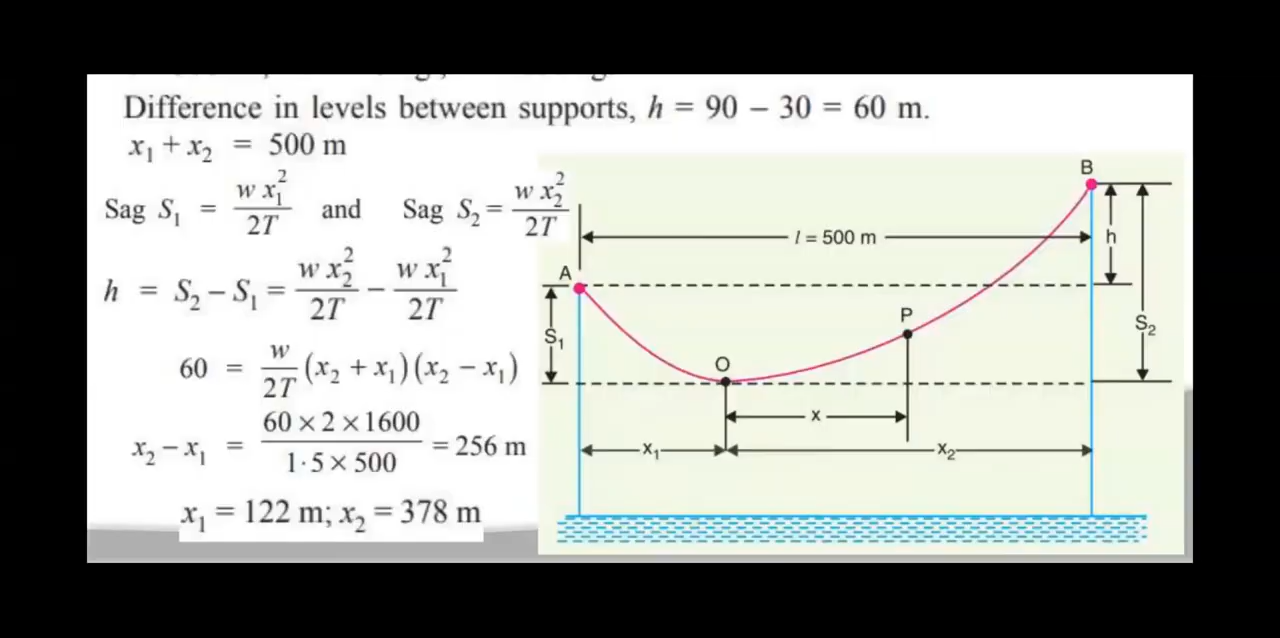 Difference in levels between supports, h = 90 – 30 = 60 m.
x₁ + x₂ = 500 m
Sag S₁ = w x₁²/2T and Sag S₂ = w x₂²/2T
h = S₂ – S₁ = w x₂²/2T – w x₁²/2T
60 = w/2T (x₂ + x₁) (x₂ – x₁)
x₂ – x₁ = 60 × 2 × 1600/1·5 × 500 = 256 m
x₁ = 122 m; x₂ = 378 m
B
l = 500 m
h
A
S₁
P
S₂
O
x
x₁
x₂